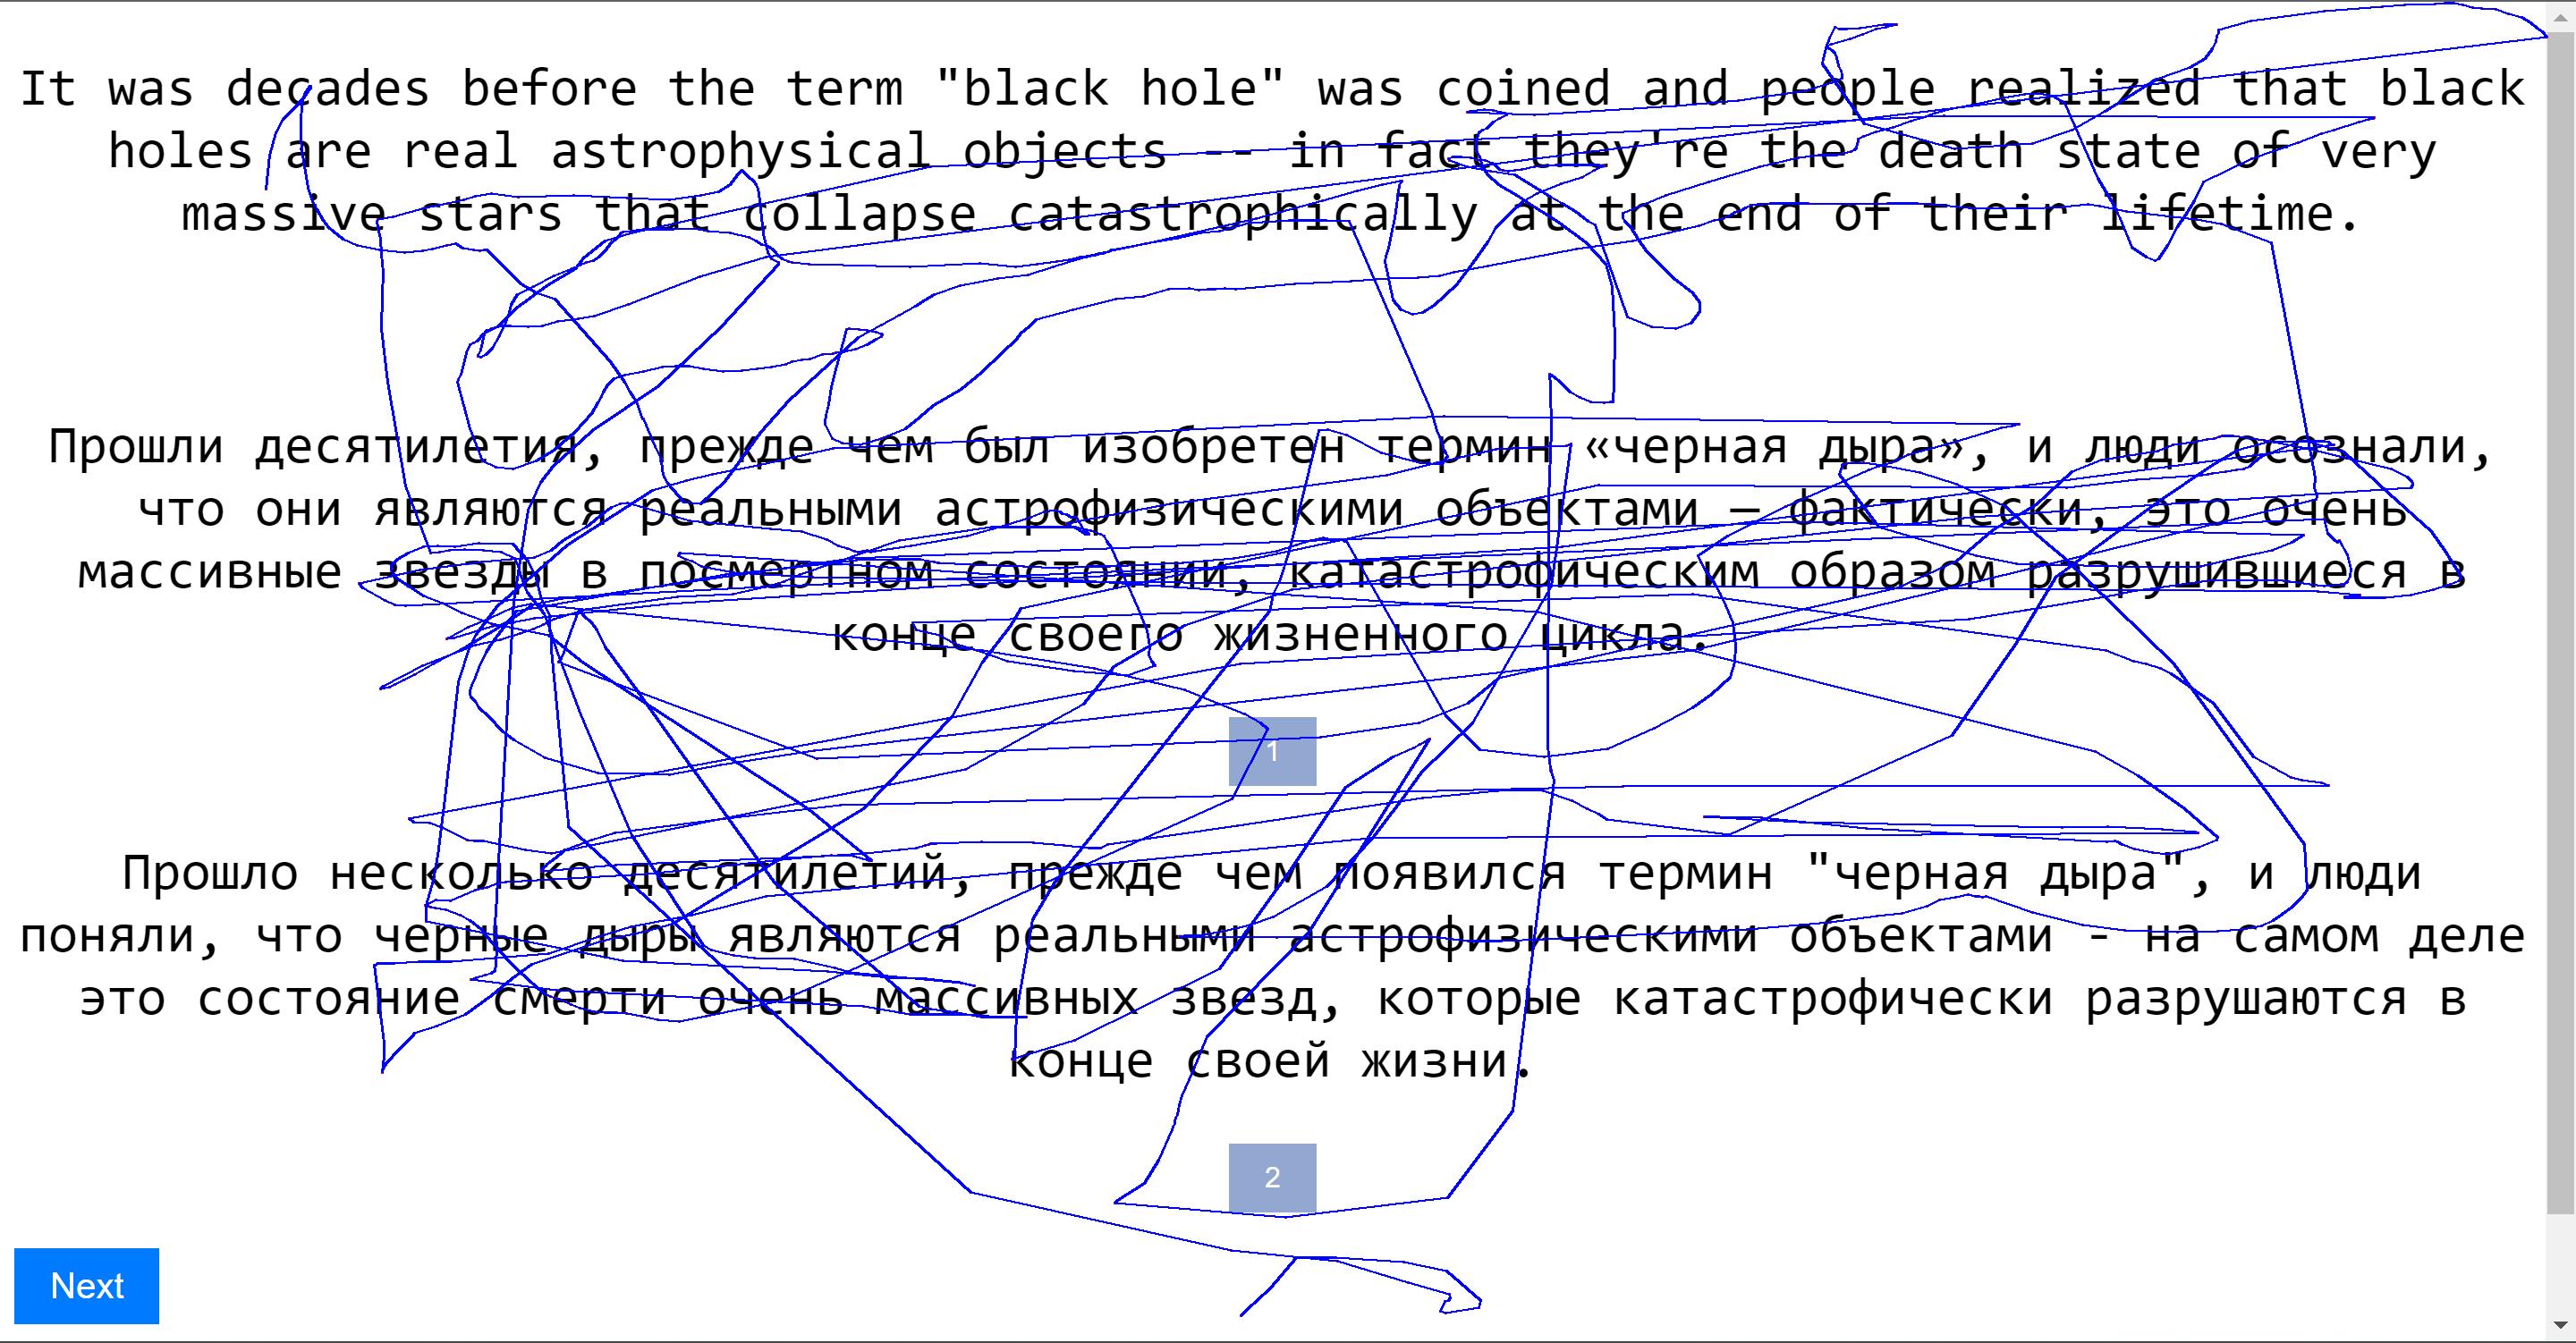 It was decades before the term "black hole" was coined and people realized that black
holes are real astrophysical objects -- in fact they're the death state of very
massive stars that collapse catastrophically at the end of their lifetime.
Прошли десятилетия, прежде чем был изобретен термин «черная дыра», и люди осознали,
что они являются реальными астрофизическими объектами — фактически, это очень
массивные звезды в посмертном состоянии, катастрофическим образом разрушившиеся в
конце своего жизненного цикла.
1
Прошло несколько десятилетий, прежде чем появился термин "черная дыра", и люди
поняли, что черные дыры являются реальными астрофизическими объектами - на самом деле
это состояние смерти очень массивных звезд, которые катастрофически разрушаются в
конце своей жизни.
2
Next